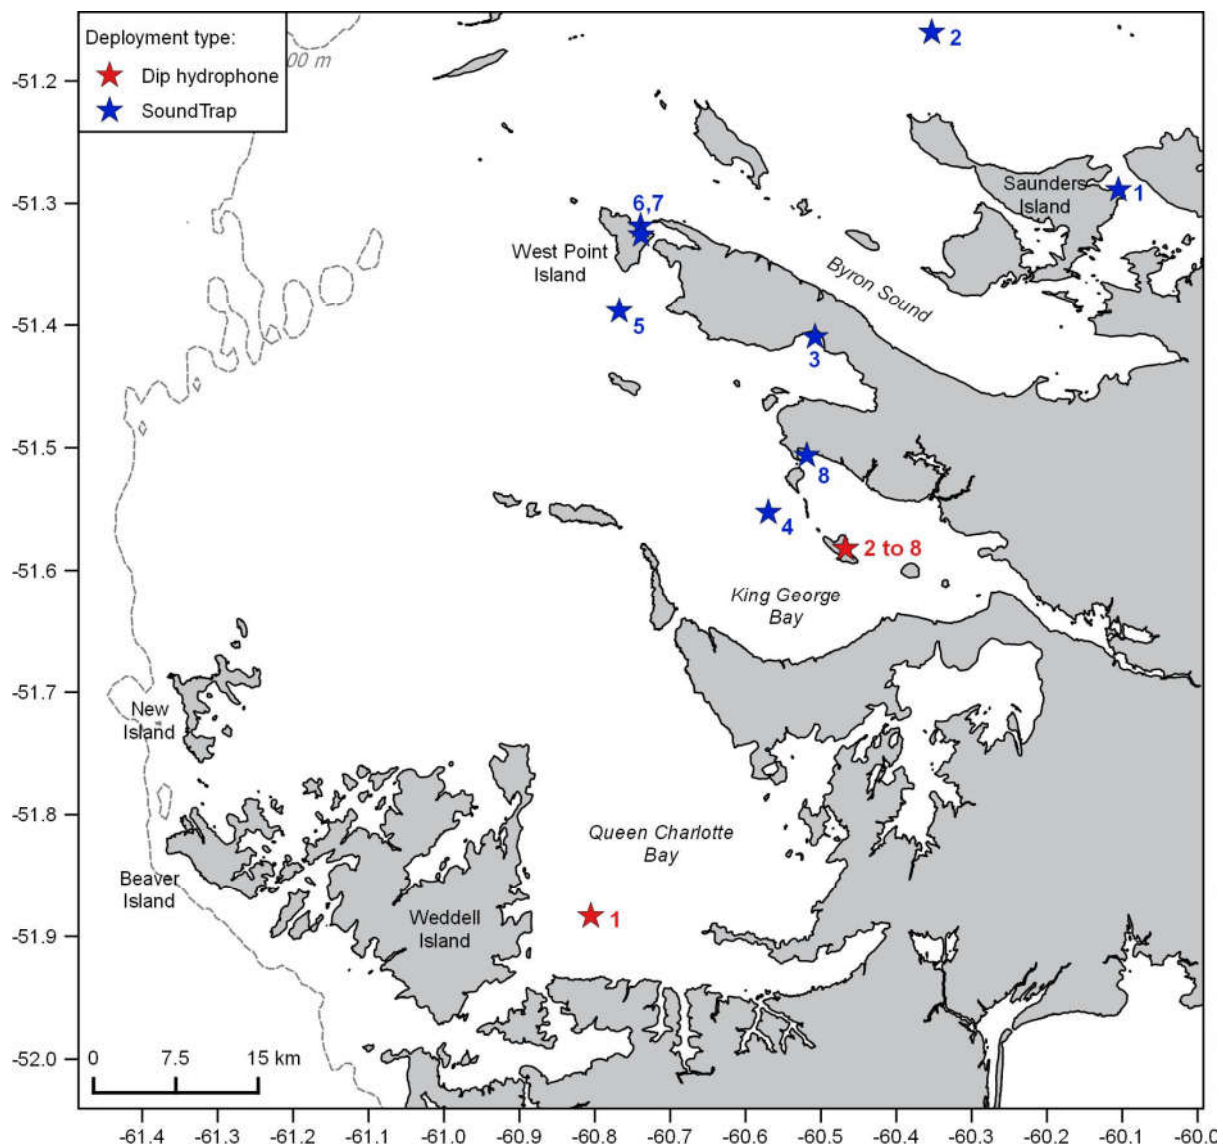 Deployment type:
Dip hydrophone
SoundTrap
00 m
2
-51.2
Saunders
Island
1
-51.3
6,7
West Point
Island
Byron Sound
5
-51.4
3
-51.5
8
4
2 to 8
-51.6
King George
Bay
-51.7
New
Island
-51.8
Queen Charlotte
Bay
Beaver
Island
Weddell
Island
1
-51.9
-52.0
0 7.5 15 km
-61.4 -61.3 -61.2 -61.1 -61.0 -60.9 -60.8 -60.7 -60.6 -60.5 -60.4 -60.3 -60.2 -60.1 -60.0